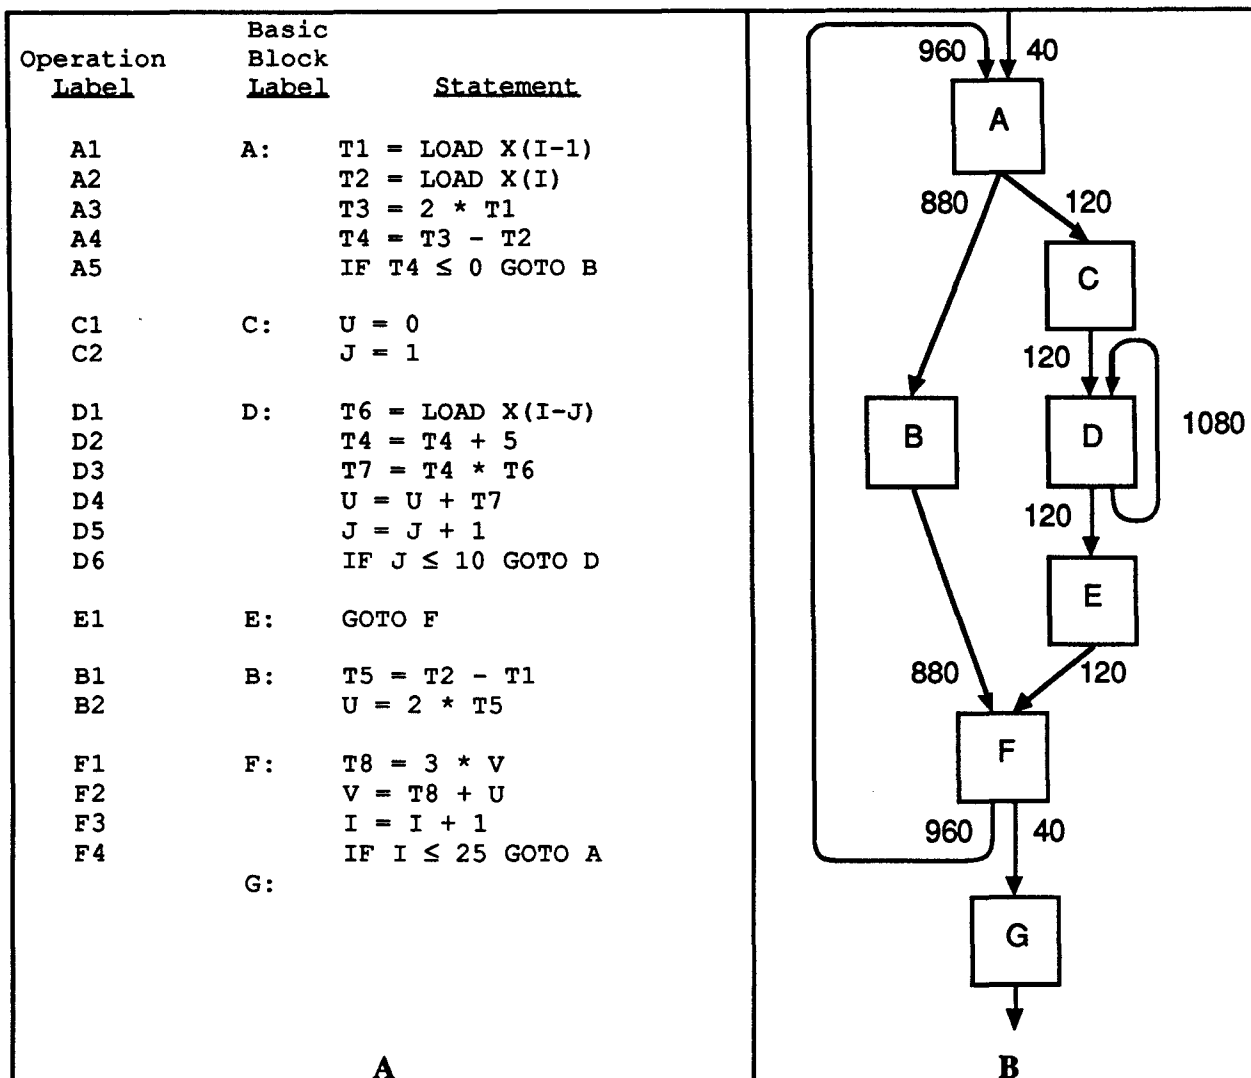 Operation Label Basic Block Label Statement
A1 A: T1 = LOAD X(I-1)
A2 T2 = LOAD X(I)
A3 T3 = 2 * T1
A4 T4 = T3 - T2
A5 IF T4 ≤ 0 GOTO B
C1 C: U = 0
C2 J = 1
D1 D: T6 = LOAD X(I-J)
D2 T4 = T4 + 5
D3 T7 = T4 * T6
D4 U = U + T7
D5 J = J + 1
D6 IF J ≤ 10 GOTO D
E1 E: GOTO F
B1 B: T5 = T2 - T1
B2 U = 2 * T5
F1 F: T8 = 3 * V
F2 V = T8 + U
F3 I = I + 1
F4 IF I ≤ 25 GOTO A
G:
A
960 40
A
880 120
C
120
B D 1080
120
E
880 120
F
960 40
G
B